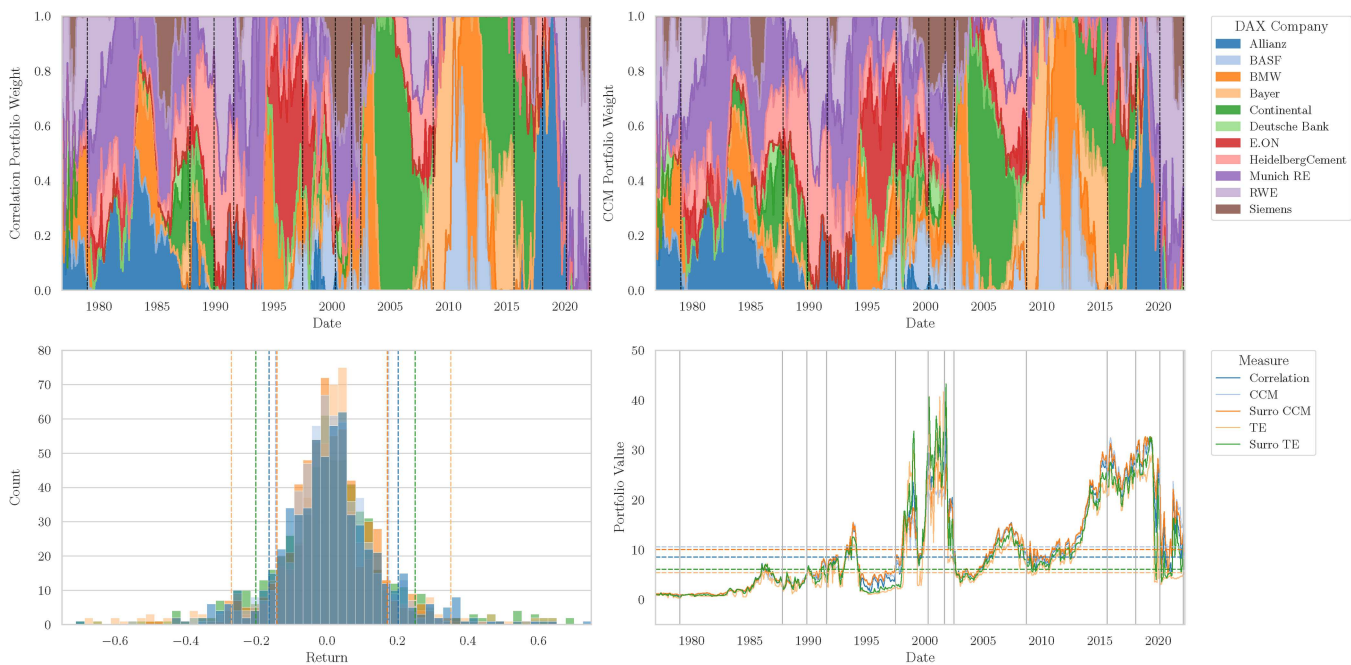 Correlation Portfolio Weight
1.0
0.8
0.6
0.4
0.2
0.0
1980 1985 1990 1995 2000 2005 2010 2015 2020
Date
CCM Portfolio Weight
1.0
0.8
0.6
0.4
0.2
0.0
1980 1985 1990 1995 2000 2005 2010 2015 2020
Date
DAX Company
Allianz
BASF
BMW
Bayer
Continental
Deutsche Bank
E.ON
HeidelbergCement
Munich RE
RWE
Siemens
Count
80
70
60
50
40
30
20
10
0
−0.6 −0.4 −0.2 0.0 0.2 0.4 0.6
Return
Portfolio Value
50
40
30
20
10
0
1980 1985 1990 1995 2000 2005 2010 2015 2020
Date
Measure
Correlation
CCM
Surro CCM
TE
Surro TE